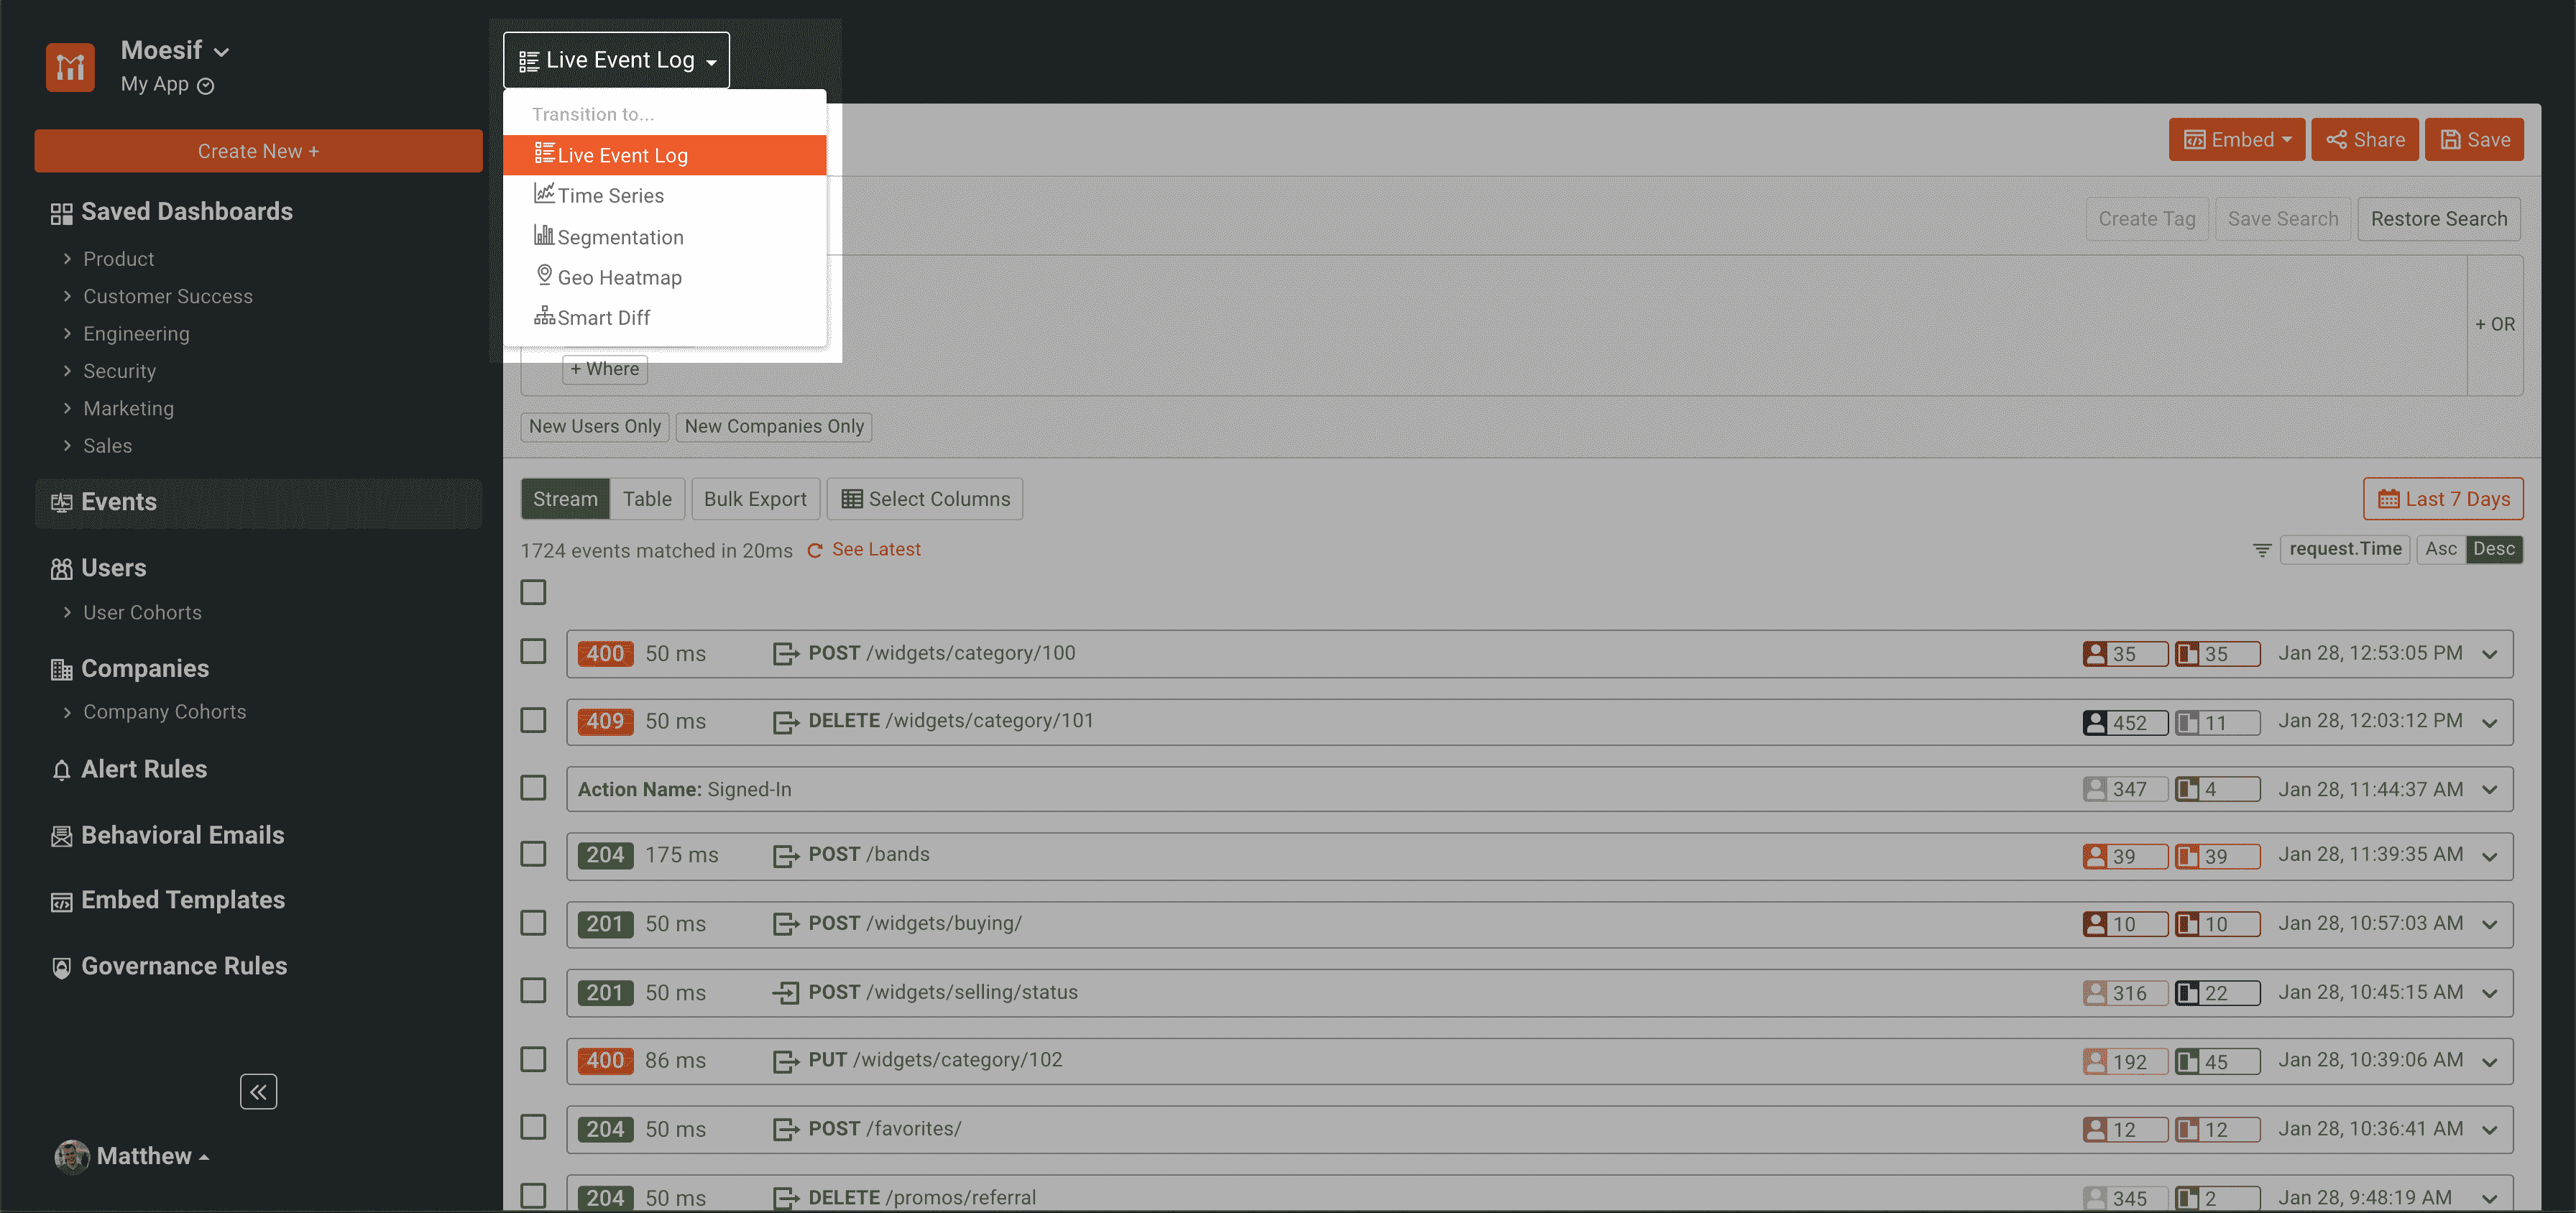 Moesif
My App
Create New +
Saved Dashboards
Product
Customer Success
Engineering
Security
Marketing
Sales
Events
Users
User Cohorts
Companies
Company Cohorts
Alert Rules
Behavioral Emails
Embed Templates
Governance Rules
Matthew
Live Event Log
Transition to...
Live Event Log
Time Series
Segmentation
Geo Heatmap
Smart Diff
Embed Share Save
Create Tag Save Search Restore Search
+ OR
+ Where
New Users Only New Companies Only
Stream Table Bulk Export Select Columns Last 7 Days
1724 events matched in 20ms See Latest request.Time Asc Desc
400 50 ms POST /widgets/category/100 35 35 Jan 28, 12:53:05 PM
409 50 ms DELETE /widgets/category/101 452 11 Jan 28, 12:03:12 PM
Action Name: Signed-In 347 4 Jan 28, 11:44:37 AM
204 175 ms POST /bands 39 39 Jan 28, 11:39:35 AM
201 50 ms POST /widgets/buying/ 10 10 Jan 28, 10:57:03 AM
201 50 ms POST /widgets/selling/status 316 22 Jan 28, 10:45:15 AM
400 86 ms PUT /widgets/category/102 192 45 Jan 28, 10:39:06 AM
204 50 ms POST /favorites/ 12 12 Jan 28, 10:36:41 AM
204 50 ms DELETE /promos/referral 345 2 Jan 28, 9:48:19 AM